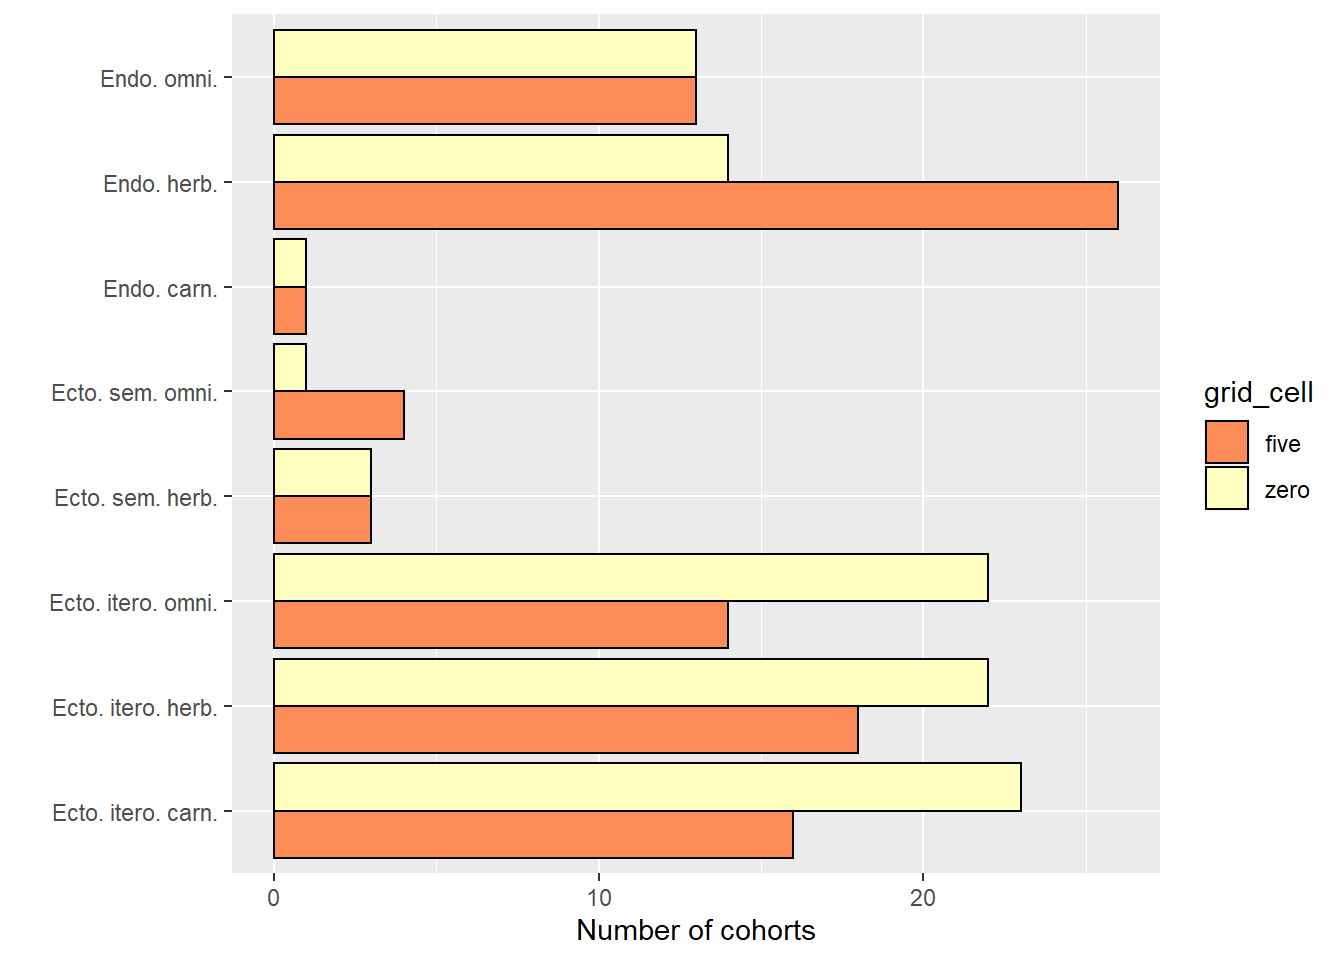 Endo. omni.
Endo. herb.
Endo. carn.
Ecto. sem. omni.
Ecto. sem. herb.
Ecto. itero. omni.
Ecto. itero. herb.
Ecto. itero. carn.
0 10 20
Number of cohorts
grid_cell
five
zero